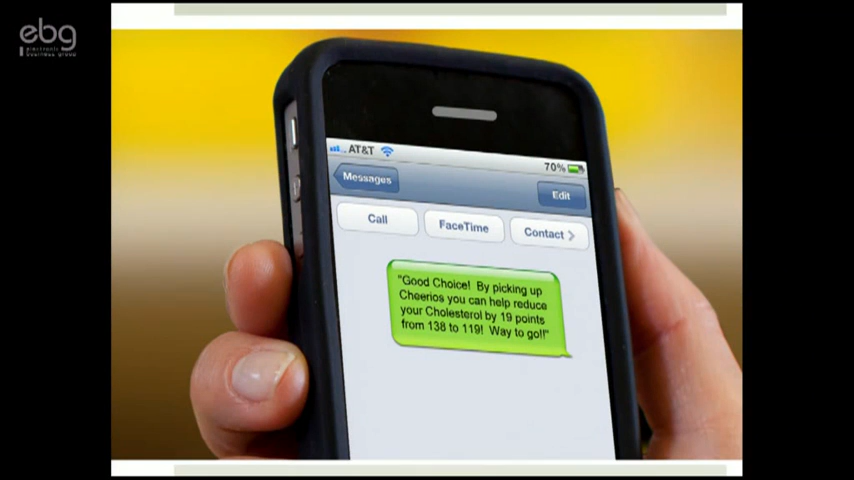 ebg
electronic
business group
AT&T
70%
Messages
Edit
Call
FaceTime
Contact
"Good Choice! By picking up
Cheerios you can help reduce
your Cholesterol by 19 points
from 138 to 119! Way to go!!"